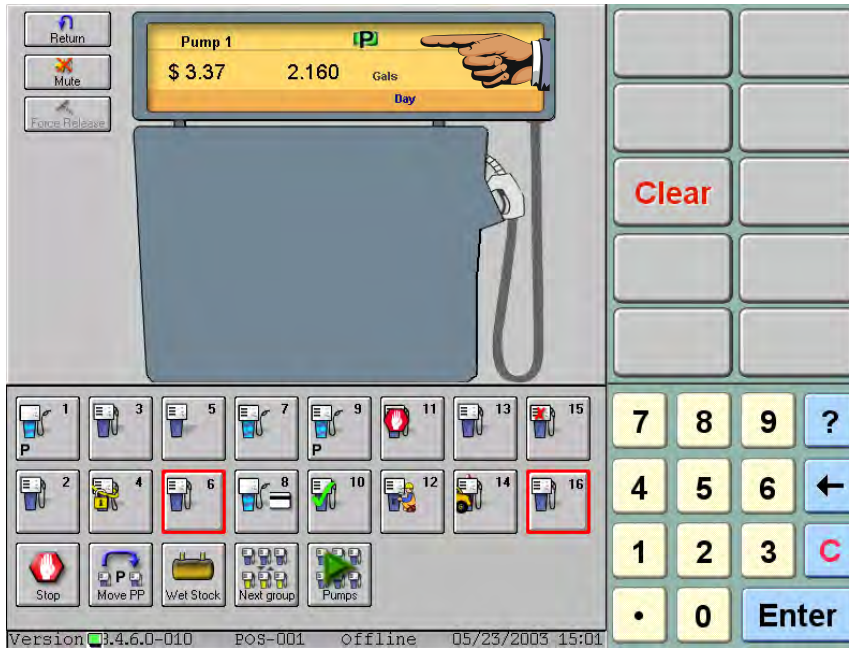 Return
Mute
Force Release
Pump 1 P
$ 3.37 2.160 Gals
Day
Clear
1 3 5 7 9 11 13 15
P P
2 4 6 8 10 12 14 16
Stop Move PP Wet Stock Next group Pumps
P
7 8 9 ?
4 5 6 ←
1 2 3 C
. 0 Enter
Version .4.6.0-010 POS-001 Offline 05/23/2003 15:01